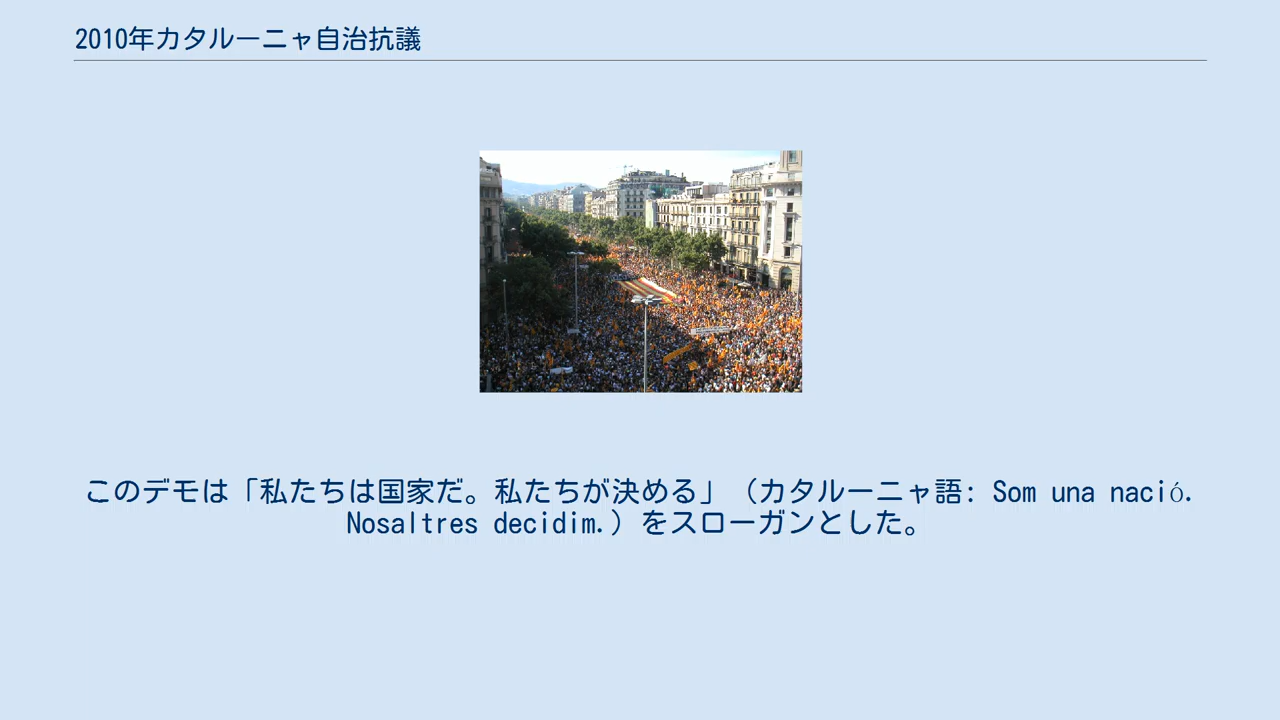 2010年カタルーニャ自治抗議
このデモは「私たちは国家だ。私たちが決める」（カタルーニャ語: Som una nació.
Nosaltres decidim.）をスローガンとした。